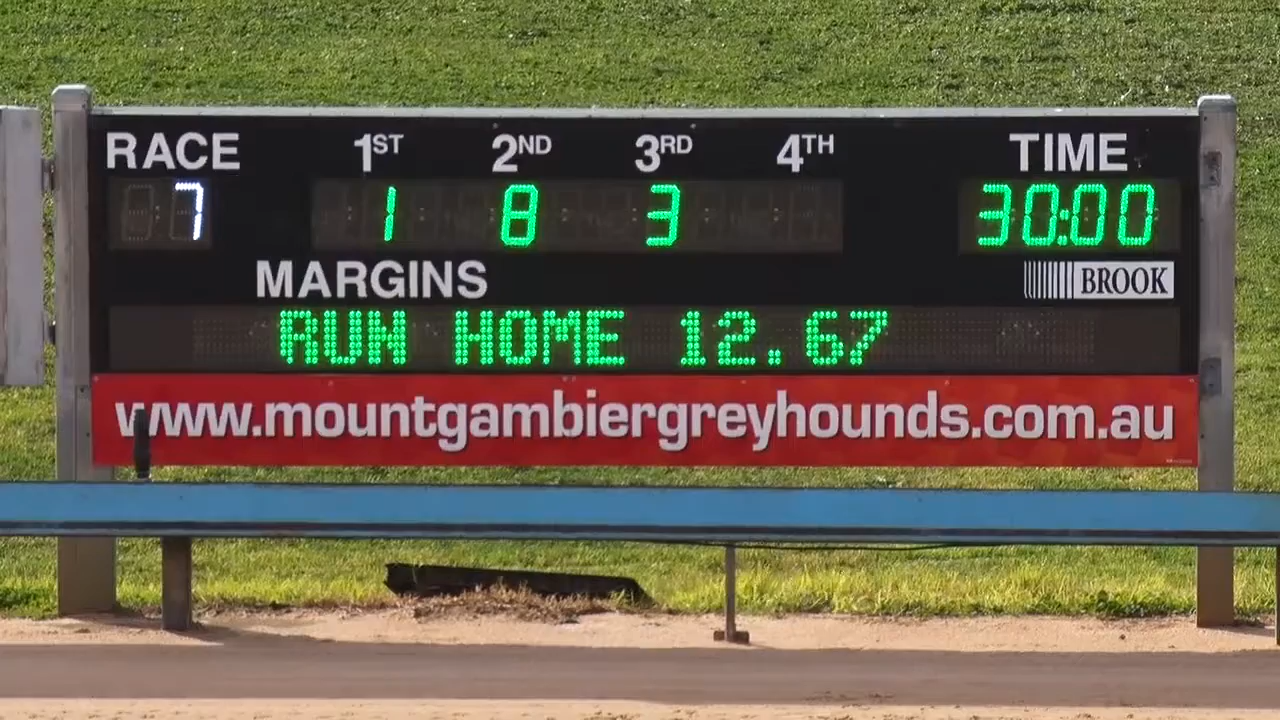 RACE 1ST 2ND 3RD 4TH TIME
7 1 8 3 30:00
MARGINS BROOK
RUN HOME 12.67
www.mountgambiergreyhounds.com.au